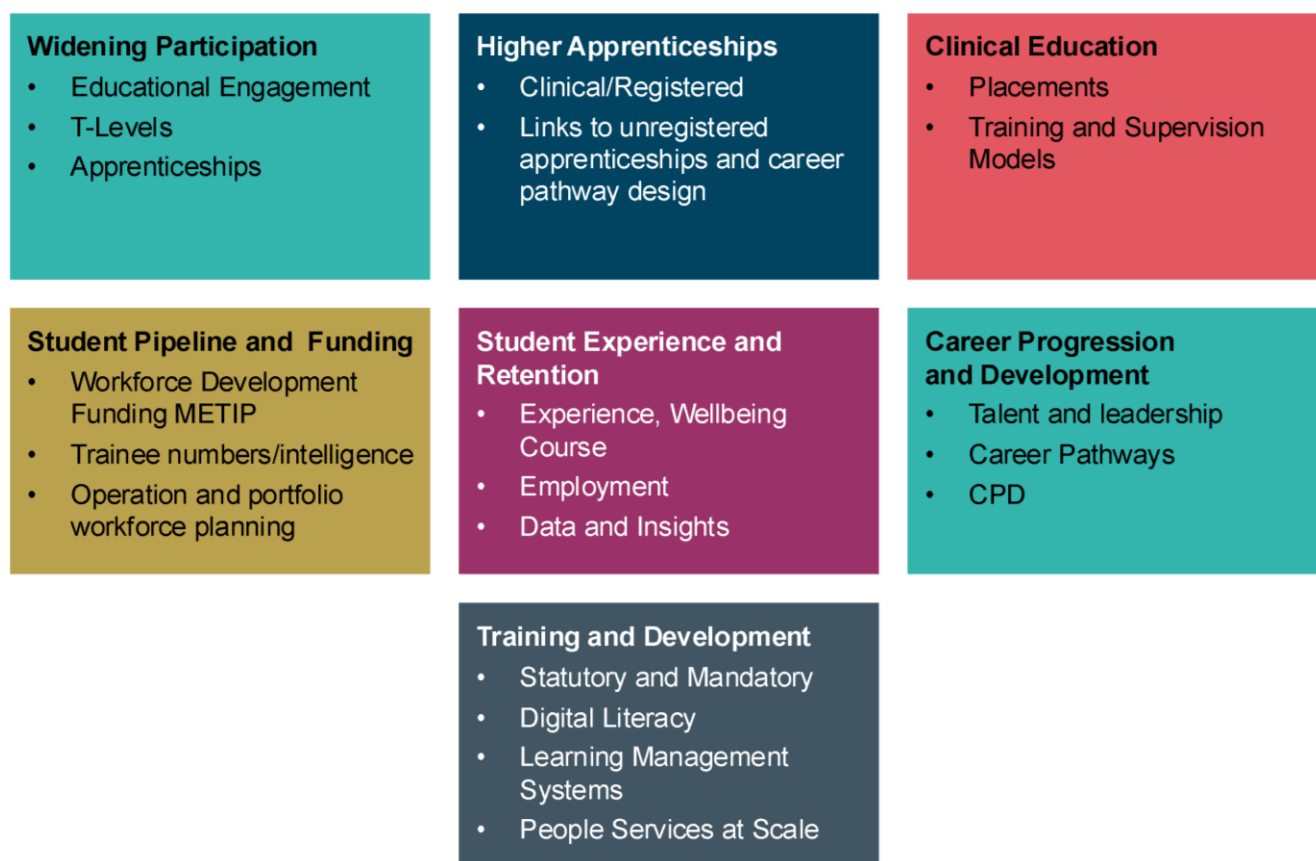 Widening Participation
• Educational Engagement
• T-Levels
• Apprenticeships
Higher Apprenticeships
• Clinical/Registered
• Links to unregistered
apprenticeships and career
pathway design
Clinical Education
• Placements
• Training and Supervision
Models
Student Pipeline and Funding
• Workforce Development
Funding METIP
• Trainee numbers/intelligence
• Operation and portfolio
workforce planning
Student Experience and
Retention
• Experience, Wellbeing
Course
• Employment
• Data and Insights
Career Progression
and Development
• Talent and leadership
• Career Pathways
• CPD
Training and Development
• Statutory and Mandatory
• Digital Literacy
• Learning Management
Systems
• People Services at Scale